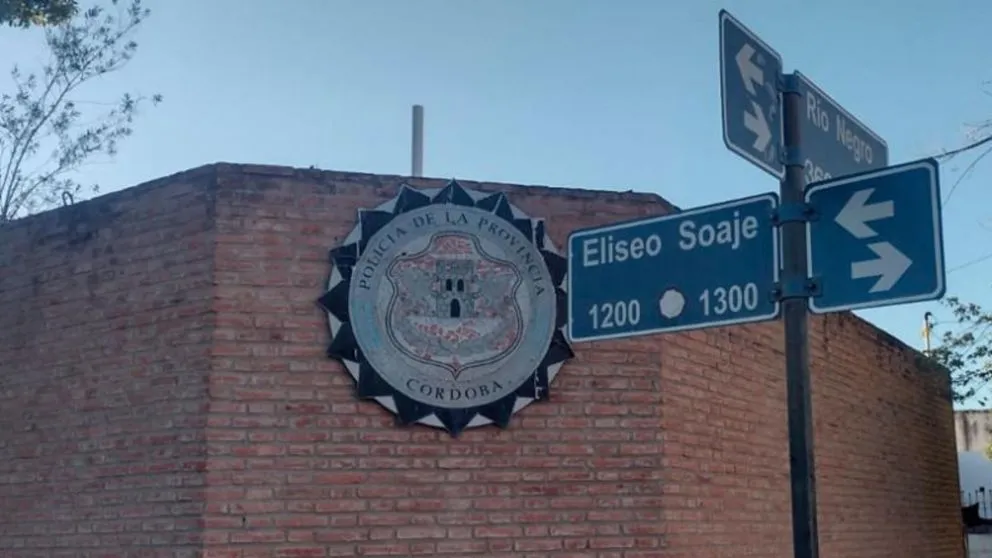 POLICIA DE LA PROVINCIA
CORDOBA
Eliseo Soaje
1200 1300
Río Negro